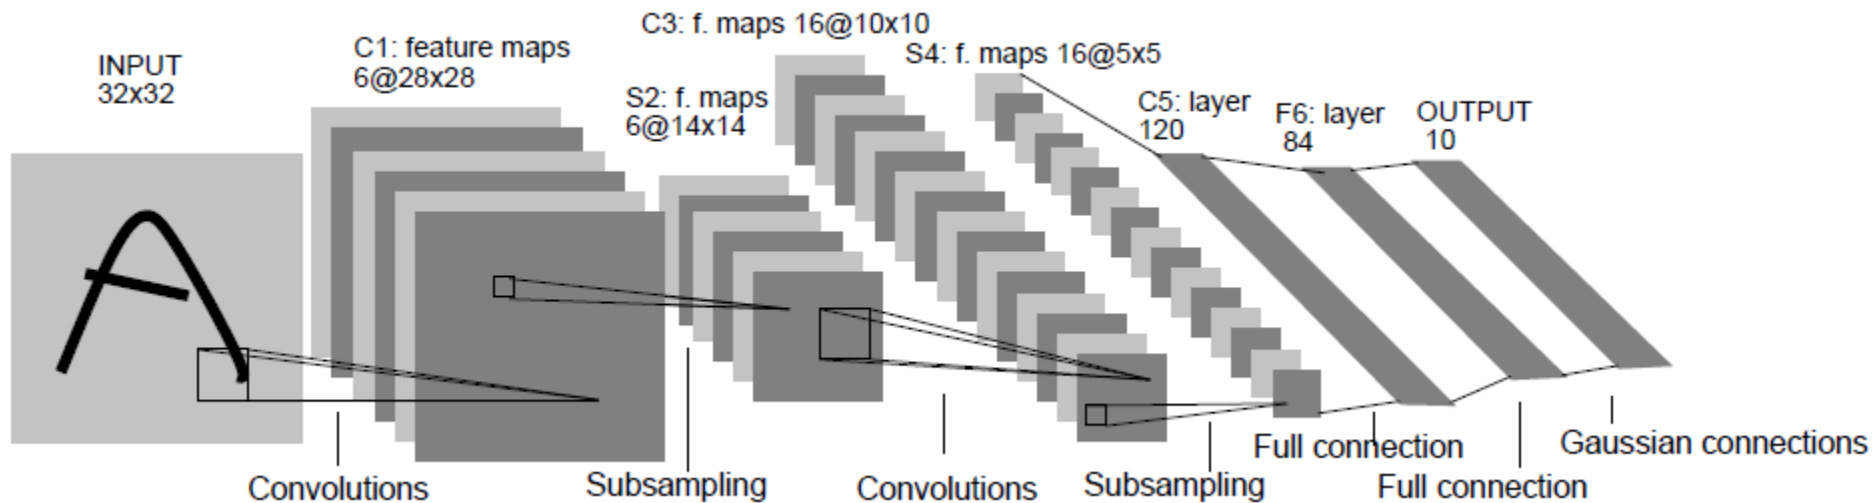 INPUT
32x32
C1: feature maps
6@28x28
S2: f. maps
6@14x14
C3: f. maps 16@10x10
S4: f. maps 16@5x5
C5: layer
120
F6: layer
84
OUTPUT
10
Convolutions
Subsampling
Convolutions
Subsampling
Full connection
Full connection
Gaussian connections
A